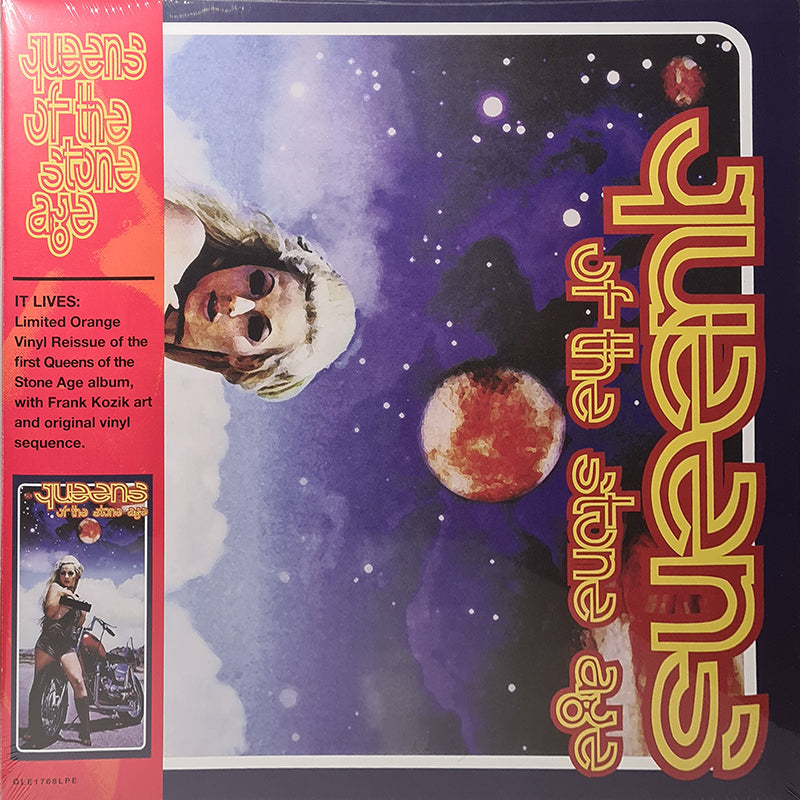 queens
of the
stone
age
IT LIVES:
Limited Orange
Vinyl Reissue of the
first Queens of the
Stone Age album,
with Frank Kozik art
and original vinyl
sequence.
queens
of the stone age
OLE1768LPE
queens
of the stone age